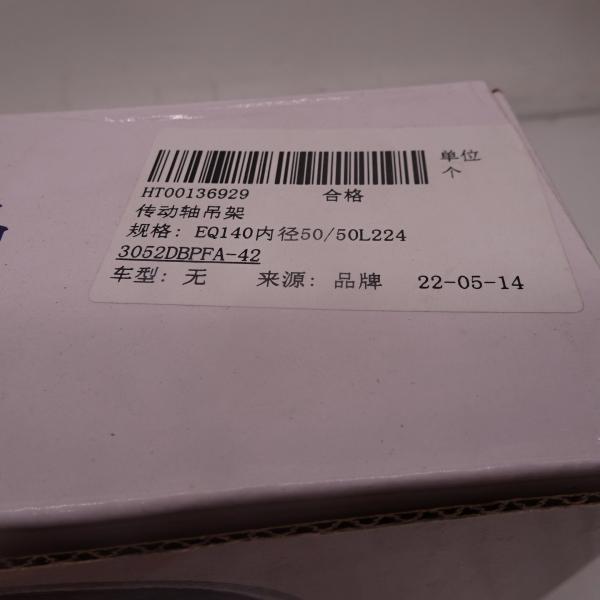 单位
个
HT00136929 合格
传动轴吊架
规格: EQ140内径50/50L224
3052DBPFA-42
车型: 无 来源: 品牌 22-05-14